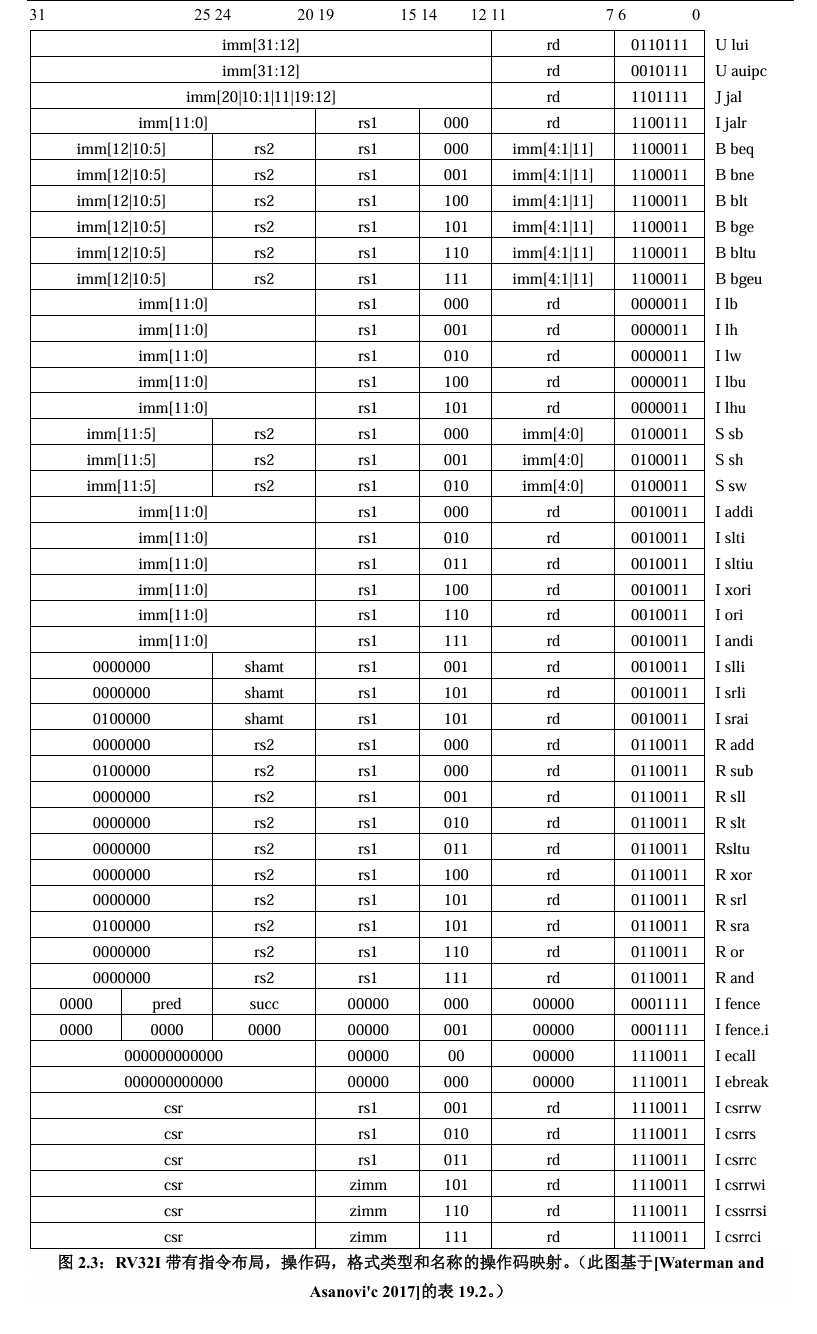 31 25 24 20 19 15 14 12 11 7 6 0
imm[31:12] rd 0110111 U lui
imm[31:12] rd 0010111 U auipc
imm[20|10:1|11|19:12] rd 1101111 J jal
imm[11:0] rs1 000 rd 1100111 I jalr
imm[12|10:5] rs2 rs1 000 imm[4:1|11] 1100011 B beq
imm[12|10:5] rs2 rs1 001 imm[4:1|11] 1100011 B bne
imm[12|10:5] rs2 rs1 100 imm[4:1|11] 1100011 B blt
imm[12|10:5] rs2 rs1 101 imm[4:1|11] 1100011 B bge
imm[12|10:5] rs2 rs1 110 imm[4:1|11] 1100011 B bltu
imm[12|10:5] rs2 rs1 111 imm[4:1|11] 1100011 B bgeu
imm[11:0] rs1 000 rd 0000011 I lb
imm[11:0] rs1 001 rd 0000011 I lh
imm[11:0] rs1 010 rd 0000011 I lw
imm[11:0] rs1 100 rd 0000011 I lbu
imm[11:0] rs1 101 rd 0000011 I lhu
imm[11:5] rs2 rs1 000 imm[4:0] 0100011 S sb
imm[11:5] rs2 rs1 001 imm[4:0] 0100011 S sh
imm[11:5] rs2 rs1 010 imm[4:0] 0100011 S sw
imm[11:0] rs1 000 rd 0010011 I addi
imm[11:0] rs1 010 rd 0010011 I slti
imm[11:0] rs1 011 rd 0010011 I sltiu
imm[11:0] rs1 100 rd 0010011 I xori
imm[11:0] rs1 110 rd 0010011 I ori
imm[11:0] rs1 111 rd 0010011 I andi
0000000 shamt rs1 001 rd 0010011 I slli
0000000 shamt rs1 101 rd 0010011 I srli
0100000 shamt rs1 101 rd 0010011 I srai
0000000 rs2 rs1 000 rd 0110011 R add
0100000 rs2 rs1 000 rd 0110011 R sub
0000000 rs2 rs1 001 rd 0110011 R sll
0000000 rs2 rs1 010 rd 0110011 R slt
0000000 rs2 rs1 011 rd 0110011 Rsltu
0000000 rs2 rs1 100 rd 0110011 R xor
0000000 rs2 rs1 101 rd 0110011 R srl
0100000 rs2 rs1 101 rd 0110011 R sra
0000000 rs2 rs1 110 rd 0110011 R or
0000000 rs2 rs1 111 rd 0110011 R and
0000 pred succ 00000 000 00000 0001111 I fence
0000 0000 0000 00000 001 00000 0001111 I fence.i
000000000000 00000 00 00000 1110011 I ecall
000000000000 00000 000 00000 1110011 I ebreak
csr rs1 001 rd 1110011 I csrrw
csr rs1 010 rd 1110011 I csrrs
csr rs1 011 rd 1110011 I csrrc
csr zimm 101 rd 1110011 I csrrwi
csr zimm 110 rd 1110011 I cssrrsi
csr zimm 111 rd 1110011 I csrrci
图 2.3：RV32I 带有指令布局，操作码，格式类型和名称的操作码映射。（此图基于[Waterman and
Asanovi'c 2017]的表 19.2。）